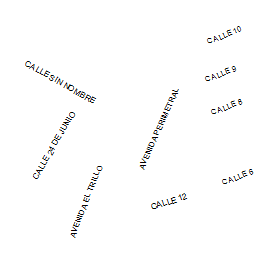 CALLE 10
CALLE SIN NOMBRE
CALLE 9
CALLE 8
AVENIDA PERIMETRAL
CALLE 24 DE JUNIO
AVENIDA EL TRILLO
CALLE 6
CALLE 12